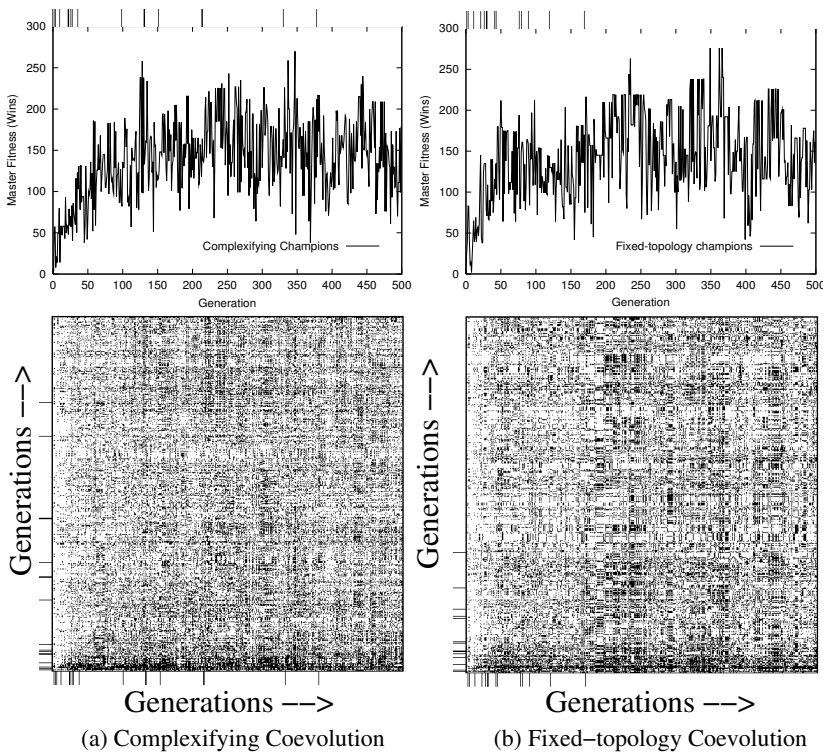 300
250
200
150
100
50
0
Master Fitness (Wins)
Complexifying Champions
0 50 100 150 200 250 300 350 400 450 500
Generation
300
250
200
150
100
50
0
Master Fitness (Wins)
Fixed-topology champions
0 50 100 150 200 250 300 350 400 450 500
Generation
Generations -->
Generations -->
Generations -->
Generations -->
(a) Complexifying Coevolution
(b) Fixed-topology Coevolution